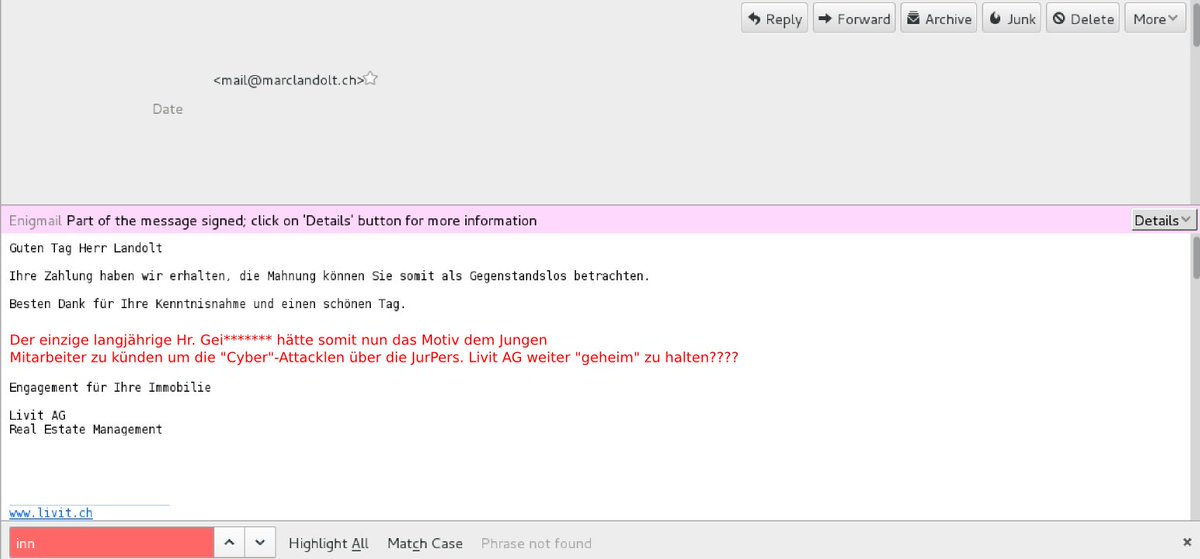 Reply Forward Archive Junk Delete More
<mail@marclandolt.ch>
Date
Enigmail Part of the message signed; click on 'Details' button for more information Details
Guten Tag Herr Landolt
Ihre Zahlung haben wir erhalten, die Mahnung können Sie somit als Gegenstandslos betrachten.
Besten Dank für Ihre Kenntnisnahme und einen schönen Tag.
Der einzige langjährige Hr. Gei******* hätte somit nun das Motiv dem Jungen
Mitarbeiter zu künden um die "Cyber"-Attacklen über die JurPers. Livit AG weiter "geheim" zu halten????
Engagement für Ihre Immobilie
Livit AG
Real Estate Management
www.livit.ch
inn Highlight All Match Case Phrase not found